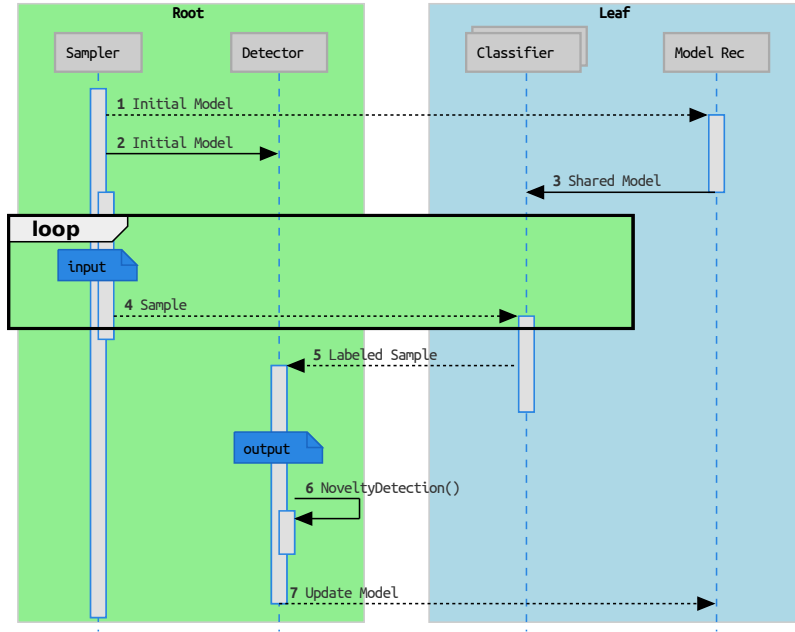 Root
Leaf
Sampler
Detector
Classifier
Model Rec
1 Initial Model
2 Initial Model
3 Shared Model
loop
input
4 Sample
5 Labeled Sample
output
6 NoveltyDetection()
7 Update Model